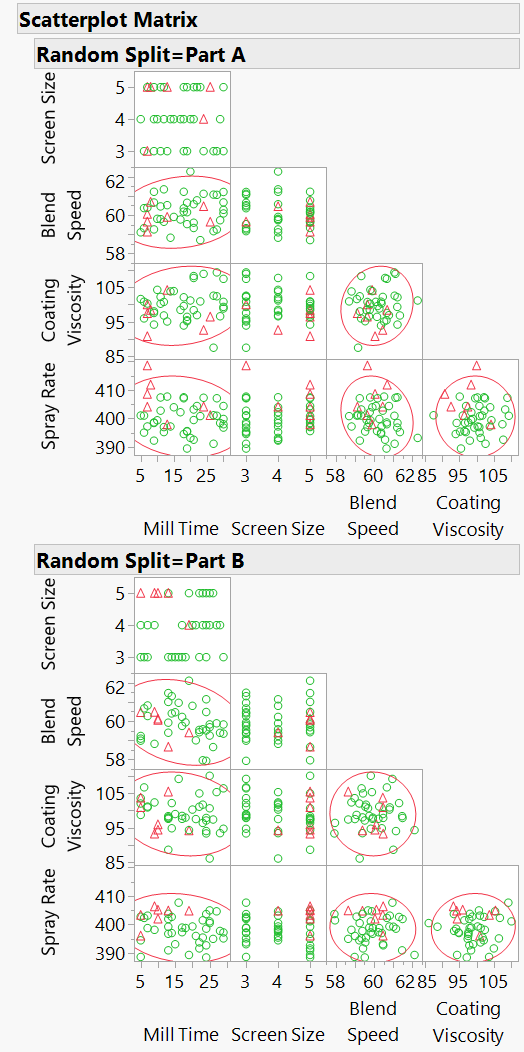 Scatterplot Matrix
Random Split=Part A
Screen Size
5
4
3
Blend
Speed
62
60
58
Coating
Viscosity
105
95
85
Spray Rate
410
400
390
5 15 25 3 4 5 58 60 62 85 95 105
Mill Time Screen Size Blend
Speed Coating
Viscosity
Random Split=Part B
Screen Size
5
4
3
Blend
Speed
62
60
58
Coating
Viscosity
105
95
85
Spray Rate
410
400
390
5 15 25 3 4 5 58 60 62 85 95 105
Mill Time Screen Size Blend
Speed Coating
Viscosity